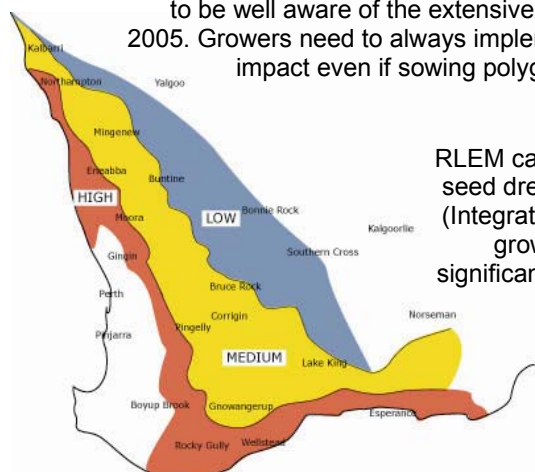 to be well aware of the extensive
2005. Growers need to always implem
impact even if sowing polyg
Kalbarri
Northampton
Yalgoo
Mingenew
RLEM ca
Eneabba
Buntine
seed dre
HIGH
LOW
Bonnie Rock
(Integrat
Moora
Kalgoorlie
grow
Gingin
Southern Cross
significan
Perth
Bruce Rock
Norseman
Pinjarra
Pingelly
Corrigin
MEDIUM
Lake King
Boyup Brook
Gnowangerup
Esperance
Rocky Gully
Wellstead